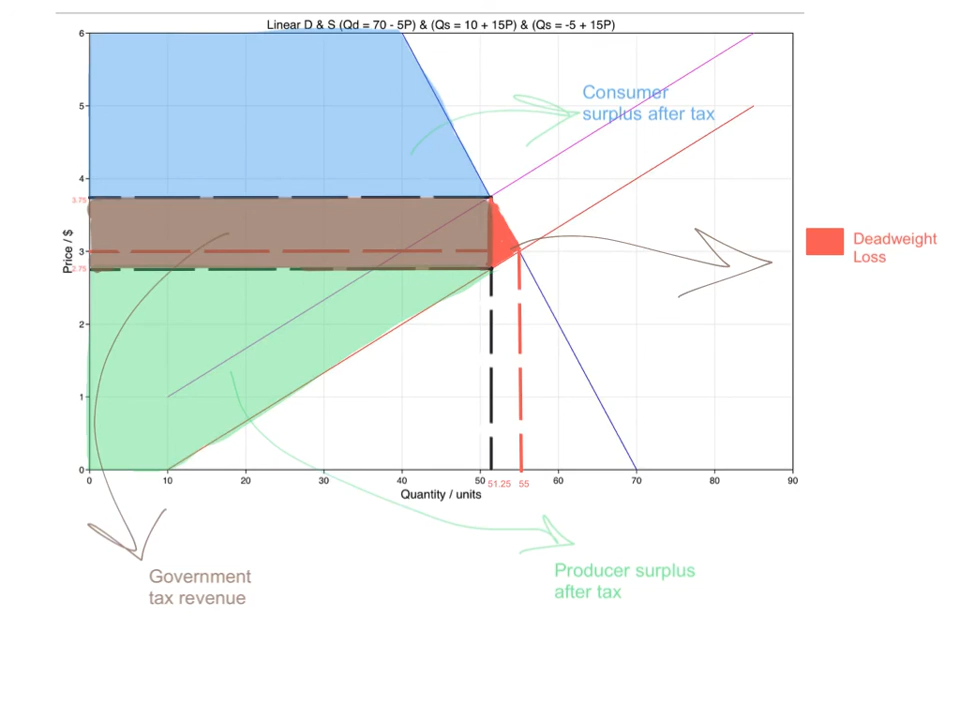 Linear D & S (Qd = 70 - 5P) & (Qs = 10 + 15P) & (Qs = -5 + 15P)
6
5
4
3.75
3
2.75
2
1
0
Price / $
0 10 20 30 40 50 60 70 80 90
51.25 55
Quantity / units
Consumer
surplus after tax
Deadweight
Loss
Government
tax revenue
Producer surplus
after tax